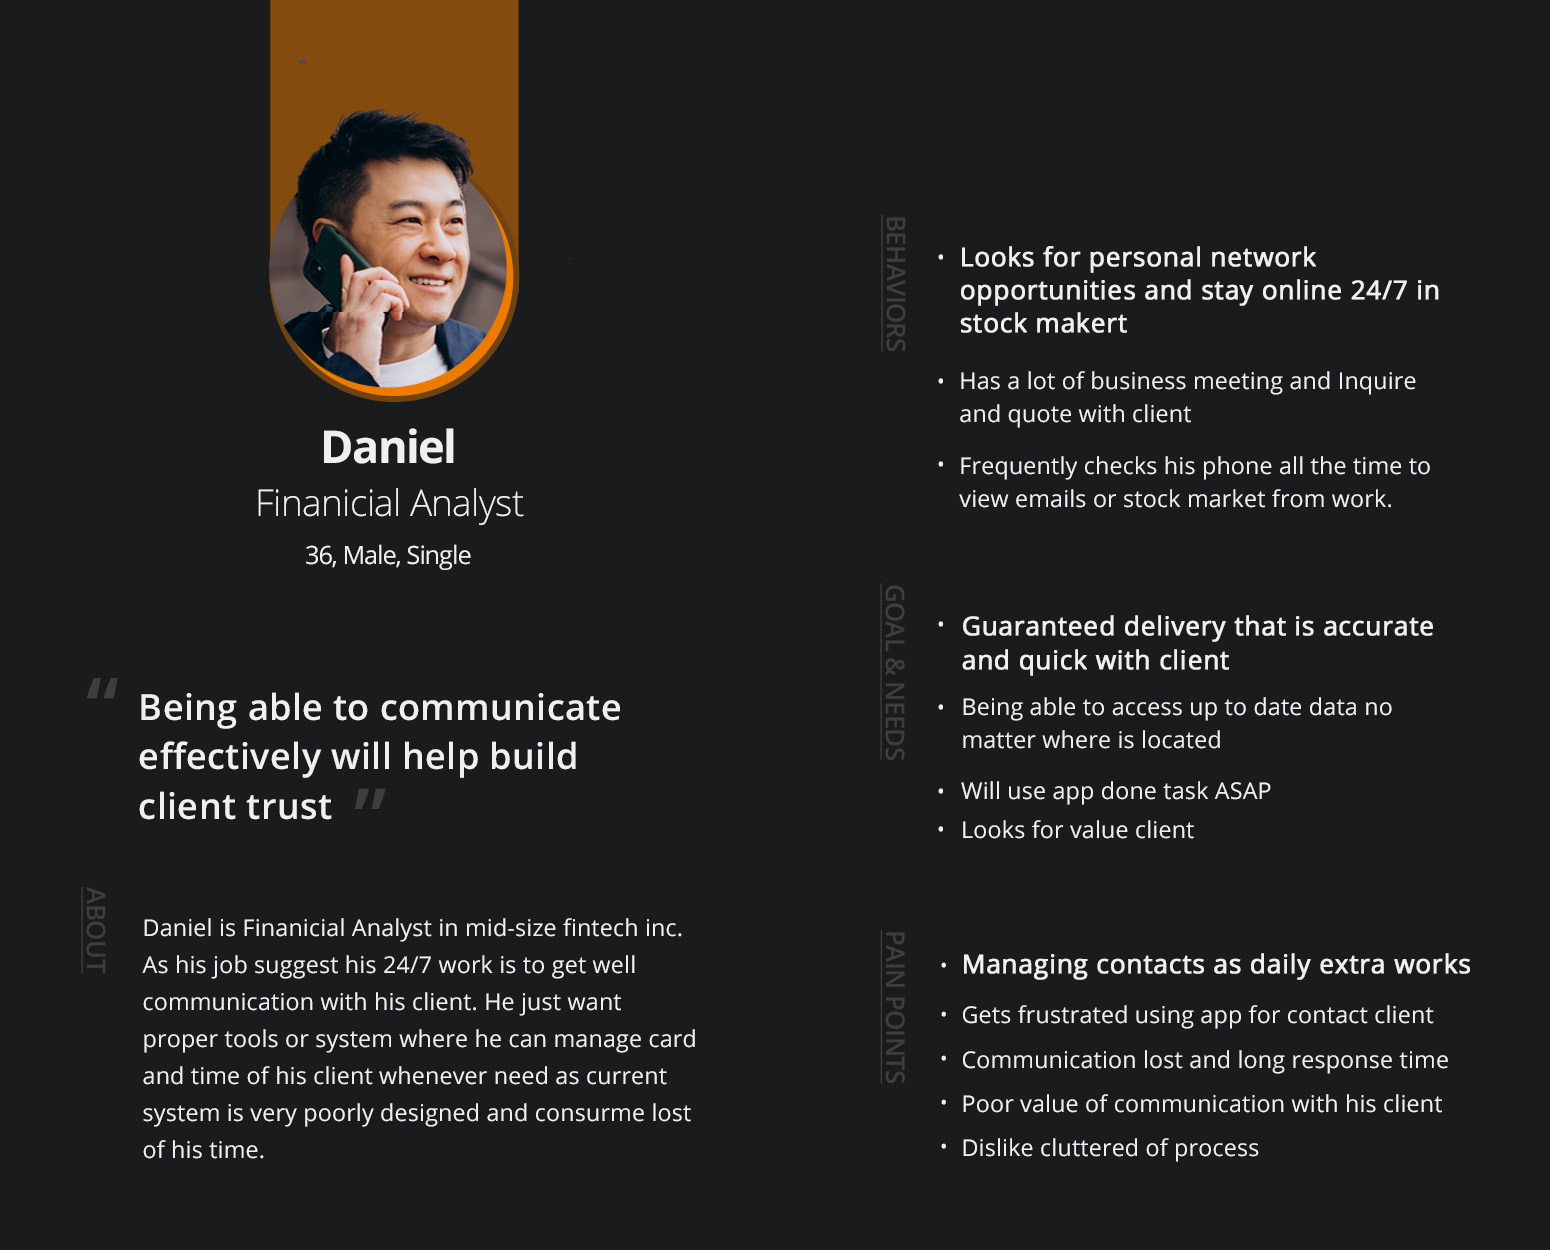 Daniel
Finanicial Analyst
36, Male, Single
“ Being able to communicate
effectively will help build
client trust ”
ABOUT
Daniel is Finanicial Analyst in mid-size fintech inc.
As his job suggest his 24/7 work is to get well
communication with his client. He just want
proper tools or system where he can manage card
and time of his client whenever need as current
system is very poorly designed and consurme lost
of his time.
BEHAVIORS
• Looks for personal network
opportunities and stay online 24/7 in
stock makert
• Has a lot of business meeting and Inquire
and quote with client
• Frequently checks his phone all the time to
view emails or stock market from work.
GOAL & NEEDS
• Guaranteed delivery that is accurate
and quick with client
• Being able to access up to date data no
matter where is located
• Will use app done task ASAP
• Looks for value client
PAIN POINTS
• Managing contacts as daily extra works
• Gets frustrated using app for contact client
• Communication lost and long response time
• Poor value of communication with his client
• Dislike cluttered of process